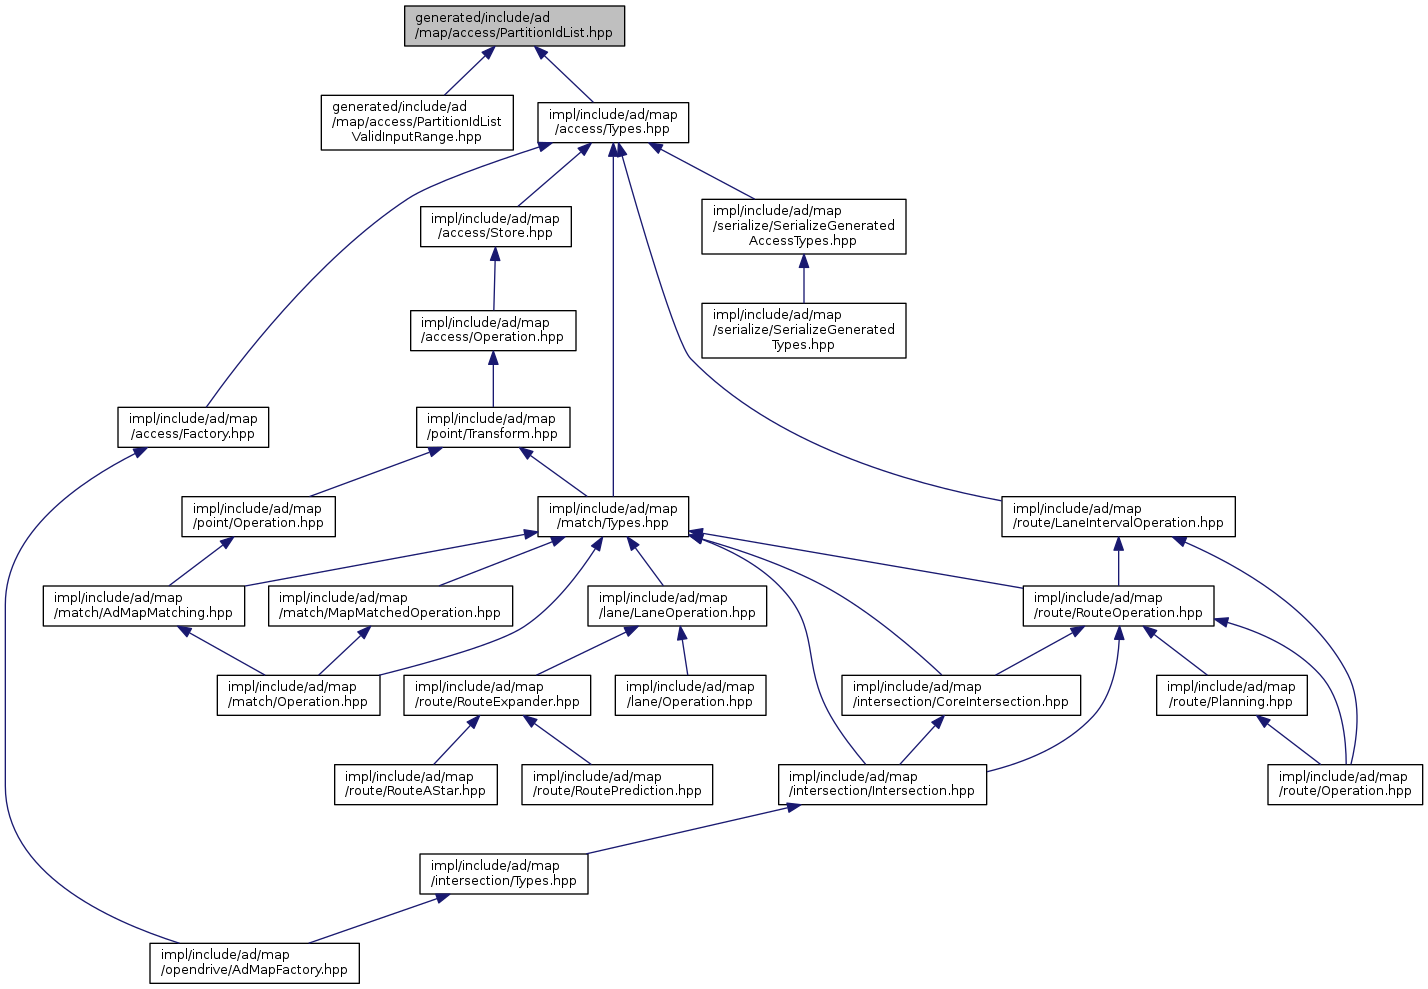 generated/include/ad
/map/access/PartitionIdList.hpp
generated/include/ad
/map/access/PartitionIdList
ValidInputRange.hpp
impl/include/ad/map
/access/Types.hpp
impl/include/ad/map
/access/Store.hpp
impl/include/ad/map
/serialize/SerializeGenerated
AccessTypes.hpp
impl/include/ad/map
/access/Operation.hpp
impl/include/ad/map
/serialize/SerializeGenerated
Types.hpp
impl/include/ad/map
/access/Factory.hpp
impl/include/ad/map
/point/Transform.hpp
impl/include/ad/map
/point/Operation.hpp
impl/include/ad/map
/match/Types.hpp
impl/include/ad/map
/route/LaneIntervalOperation.hpp
impl/include/ad/map
/match/AdMapMatching.hpp
impl/include/ad/map
/match/MapMatchedOperation.hpp
impl/include/ad/map
/lane/LaneOperation.hpp
impl/include/ad/map
/route/RouteOperation.hpp
impl/include/ad/map
/match/Operation.hpp
impl/include/ad/map
/route/RouteExpander.hpp
impl/include/ad/map
/lane/Operation.hpp
impl/include/ad/map
/intersection/CoreIntersection.hpp
impl/include/ad/map
/route/Planning.hpp
impl/include/ad/map
/route/RouteAStar.hpp
impl/include/ad/map
/route/RoutePrediction.hpp
impl/include/ad/map
/intersection/Intersection.hpp
impl/include/ad/map
/route/Operation.hpp
impl/include/ad/map
/intersection/Types.hpp
impl/include/ad/map
/opendrive/AdMapFactory.hpp